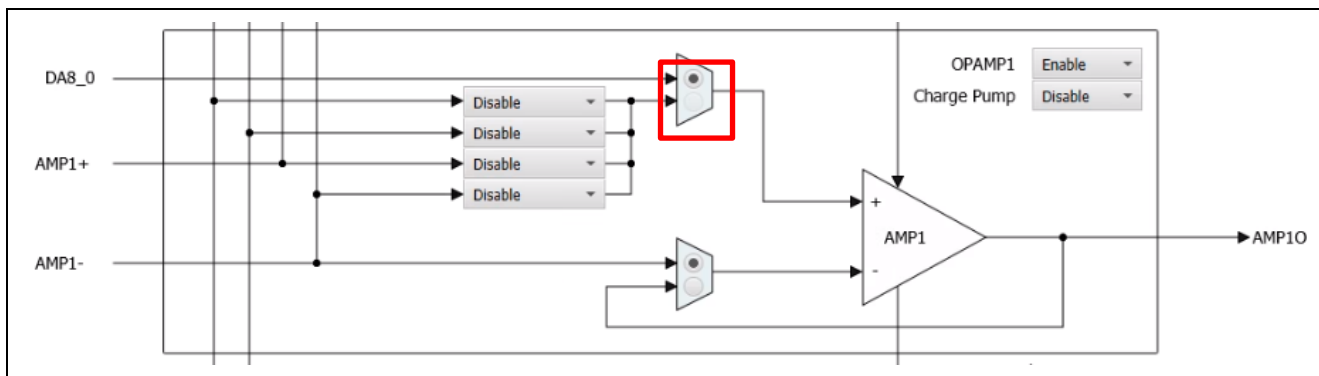 DA8_0
AMP1+
AMP1-
Disable
Disable
Disable
Disable
OPAMP1 Enable
Charge Pump Disable
+
AMP1
-
AMP1O